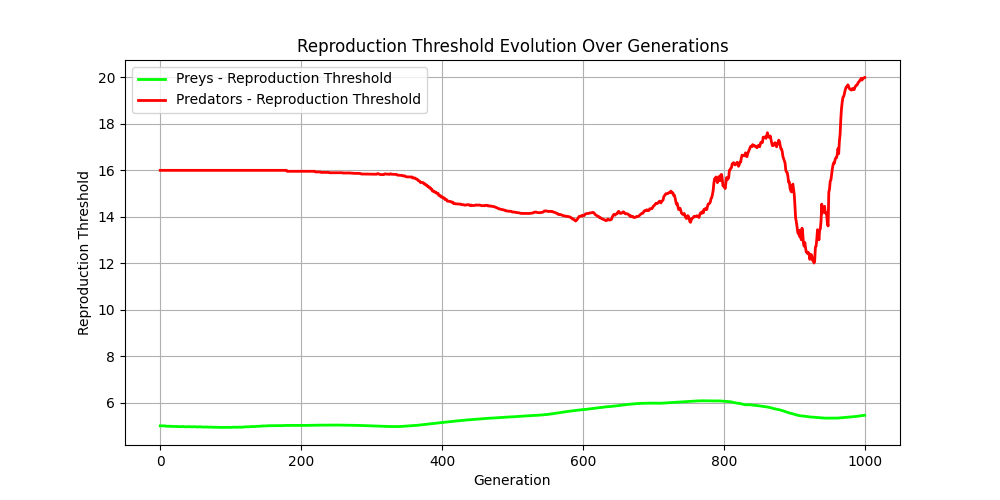 Reproduction Threshold Evolution Over Generations
Preys - Reproduction Threshold
Predators - Reproduction Threshold
Reproduction Threshold
20
18
16
14
12
10
8
6
0 200 400 600 800 1000
Generation